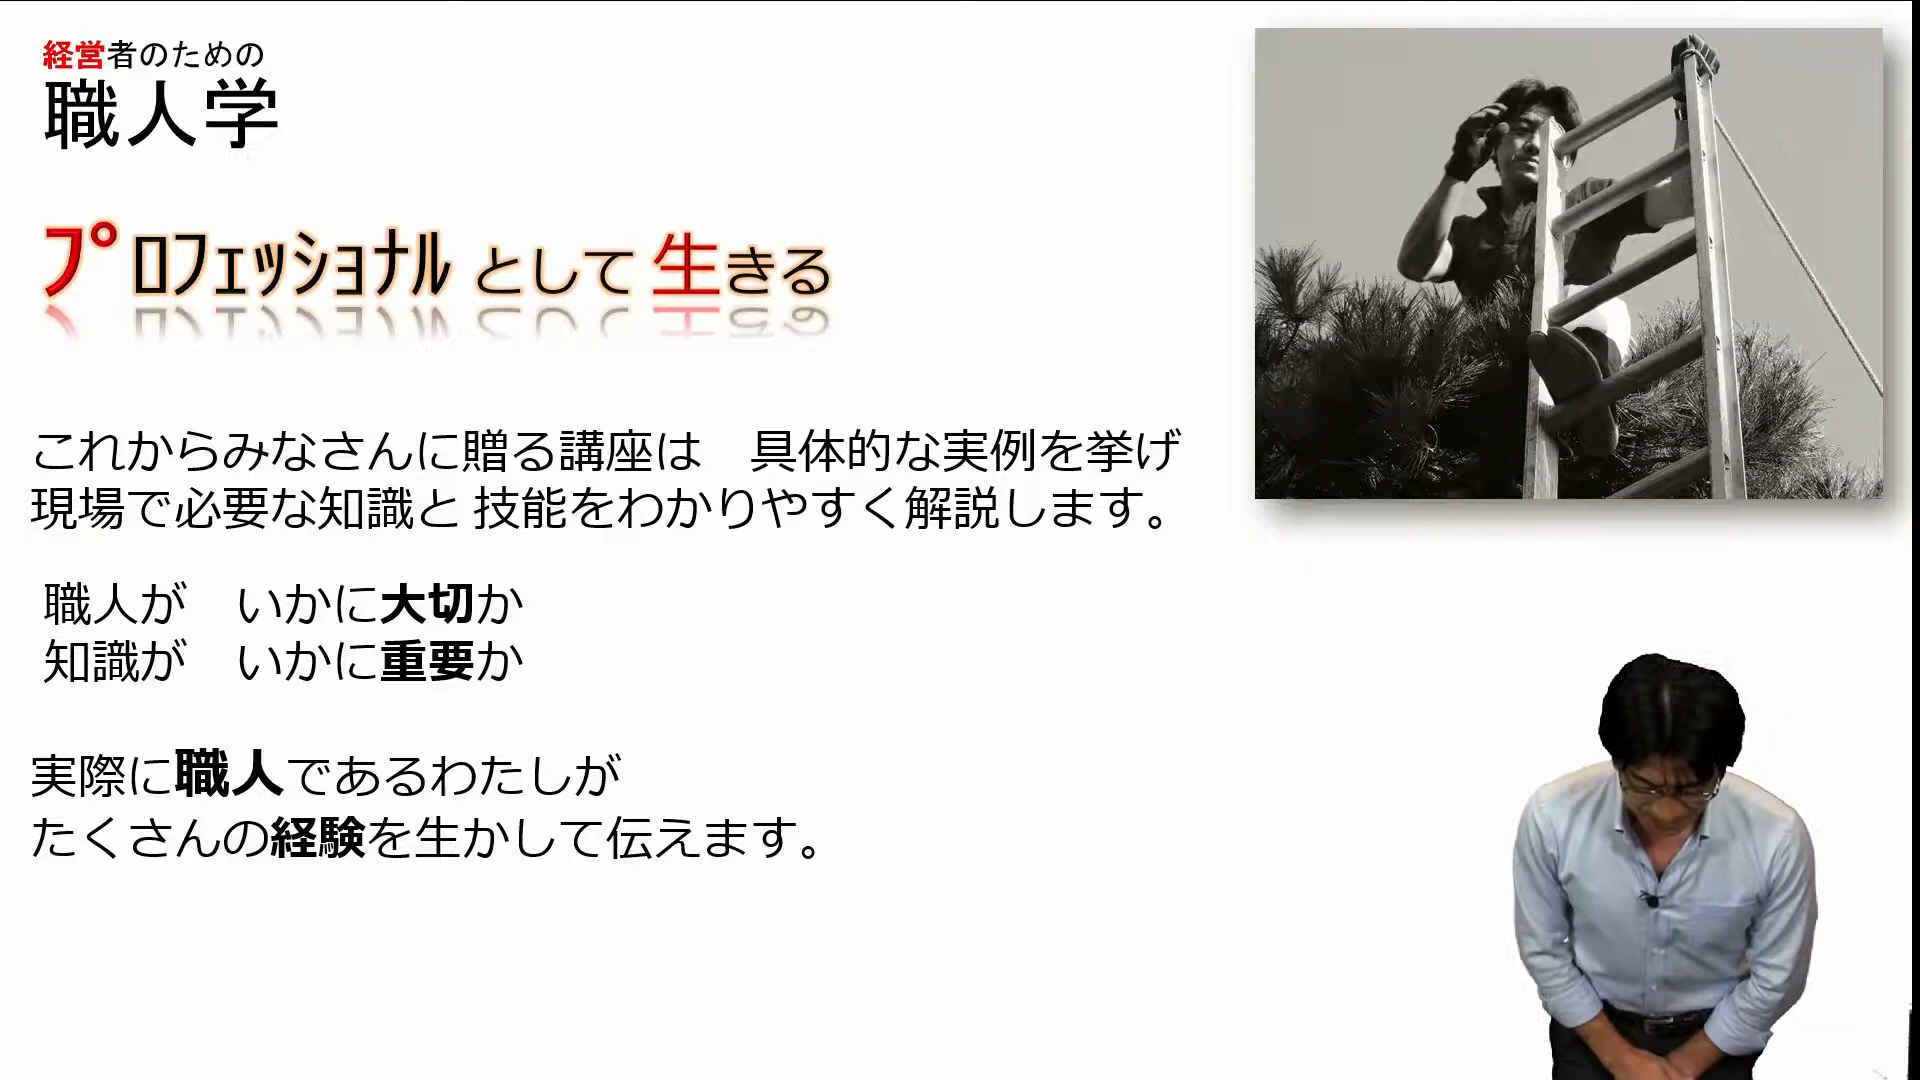 経営者のための
職人学
プロフェッショナル として 生きる
これからみなさんに贈る講座は　具体的な実例を挙げ
現場で必要な知識と 技能をわかりやすく解説します。
職人が　いかに大切か
知識が　いかに重要か
実際に職人であるわたしが
たくさんの経験を生かして伝えます。